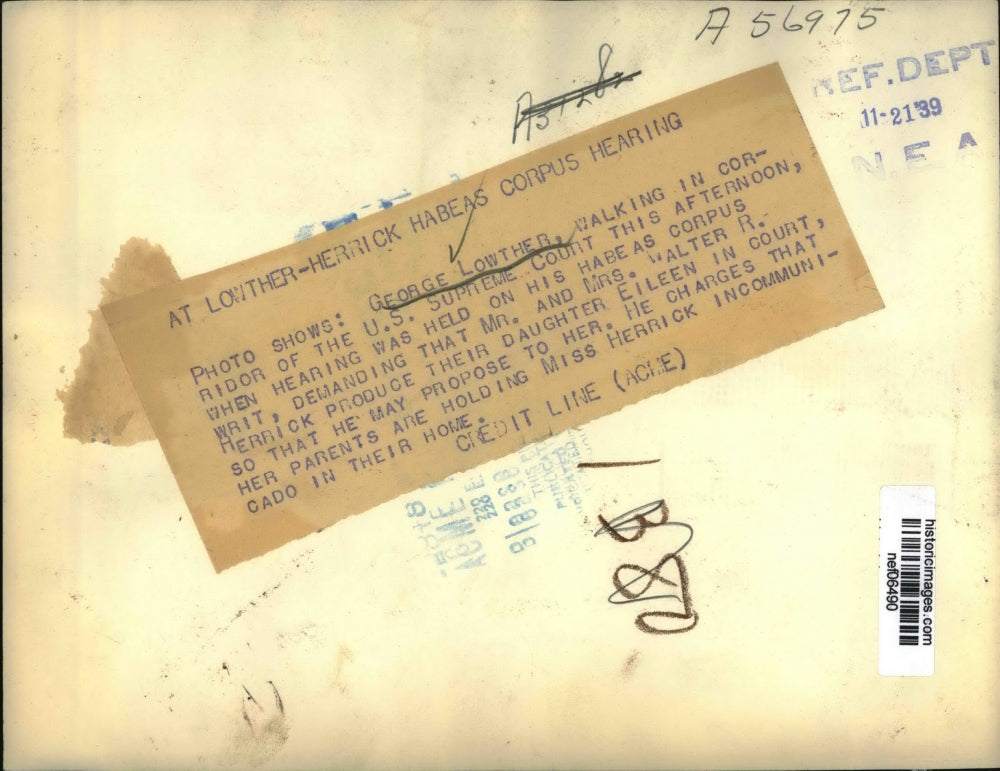 A 56975
REF. DEPT
11-21'39
N.E.A
AT LOWTHER-HERRICK HABEAS CORPUS HEARING
PHOTO SHOWS: GEORGE LOWTHER, WALKING IN COR-
RIDOR OF THE U.S. SUPREME COURT THIS AFTERNOON,
WHEN HEARING WAS HELD ON HIS HABEAS CORPUS
WRIT, DEMANDING THAT MR. AND MRS. WALTER R.
HERRICK PRODUCE THEIR DAUGHTER EILEEN IN COURT,
SO THAT HE MAY PROPOSE TO HER. HE CHARGES THAT
HER PARENTS ARE HOLDING MISS HERRICK INCOMMUNI-
CADO IN THEIR HOME.
CREDIT LINE (ACME)
ACME
historicimages.com
nef06490